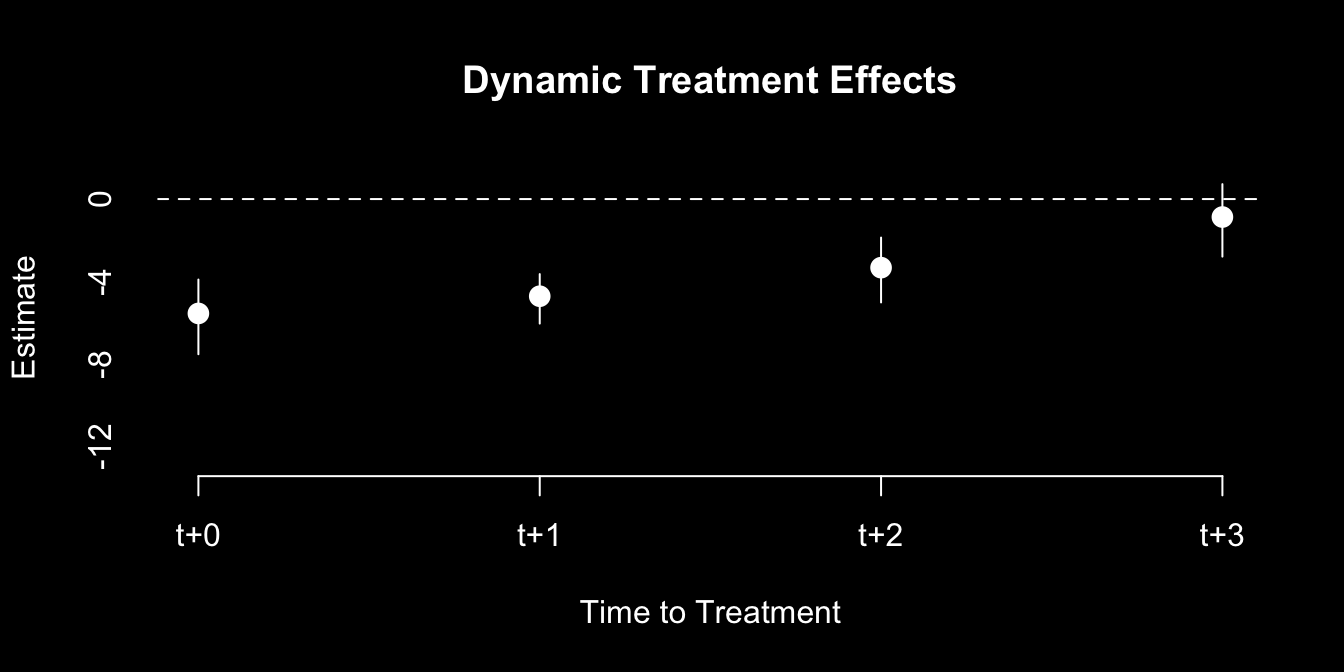 Dynamic Treatment Effects
Estimate
0
-4
-8
-12
t+0 t+1 t+2 t+3
Time to Treatment